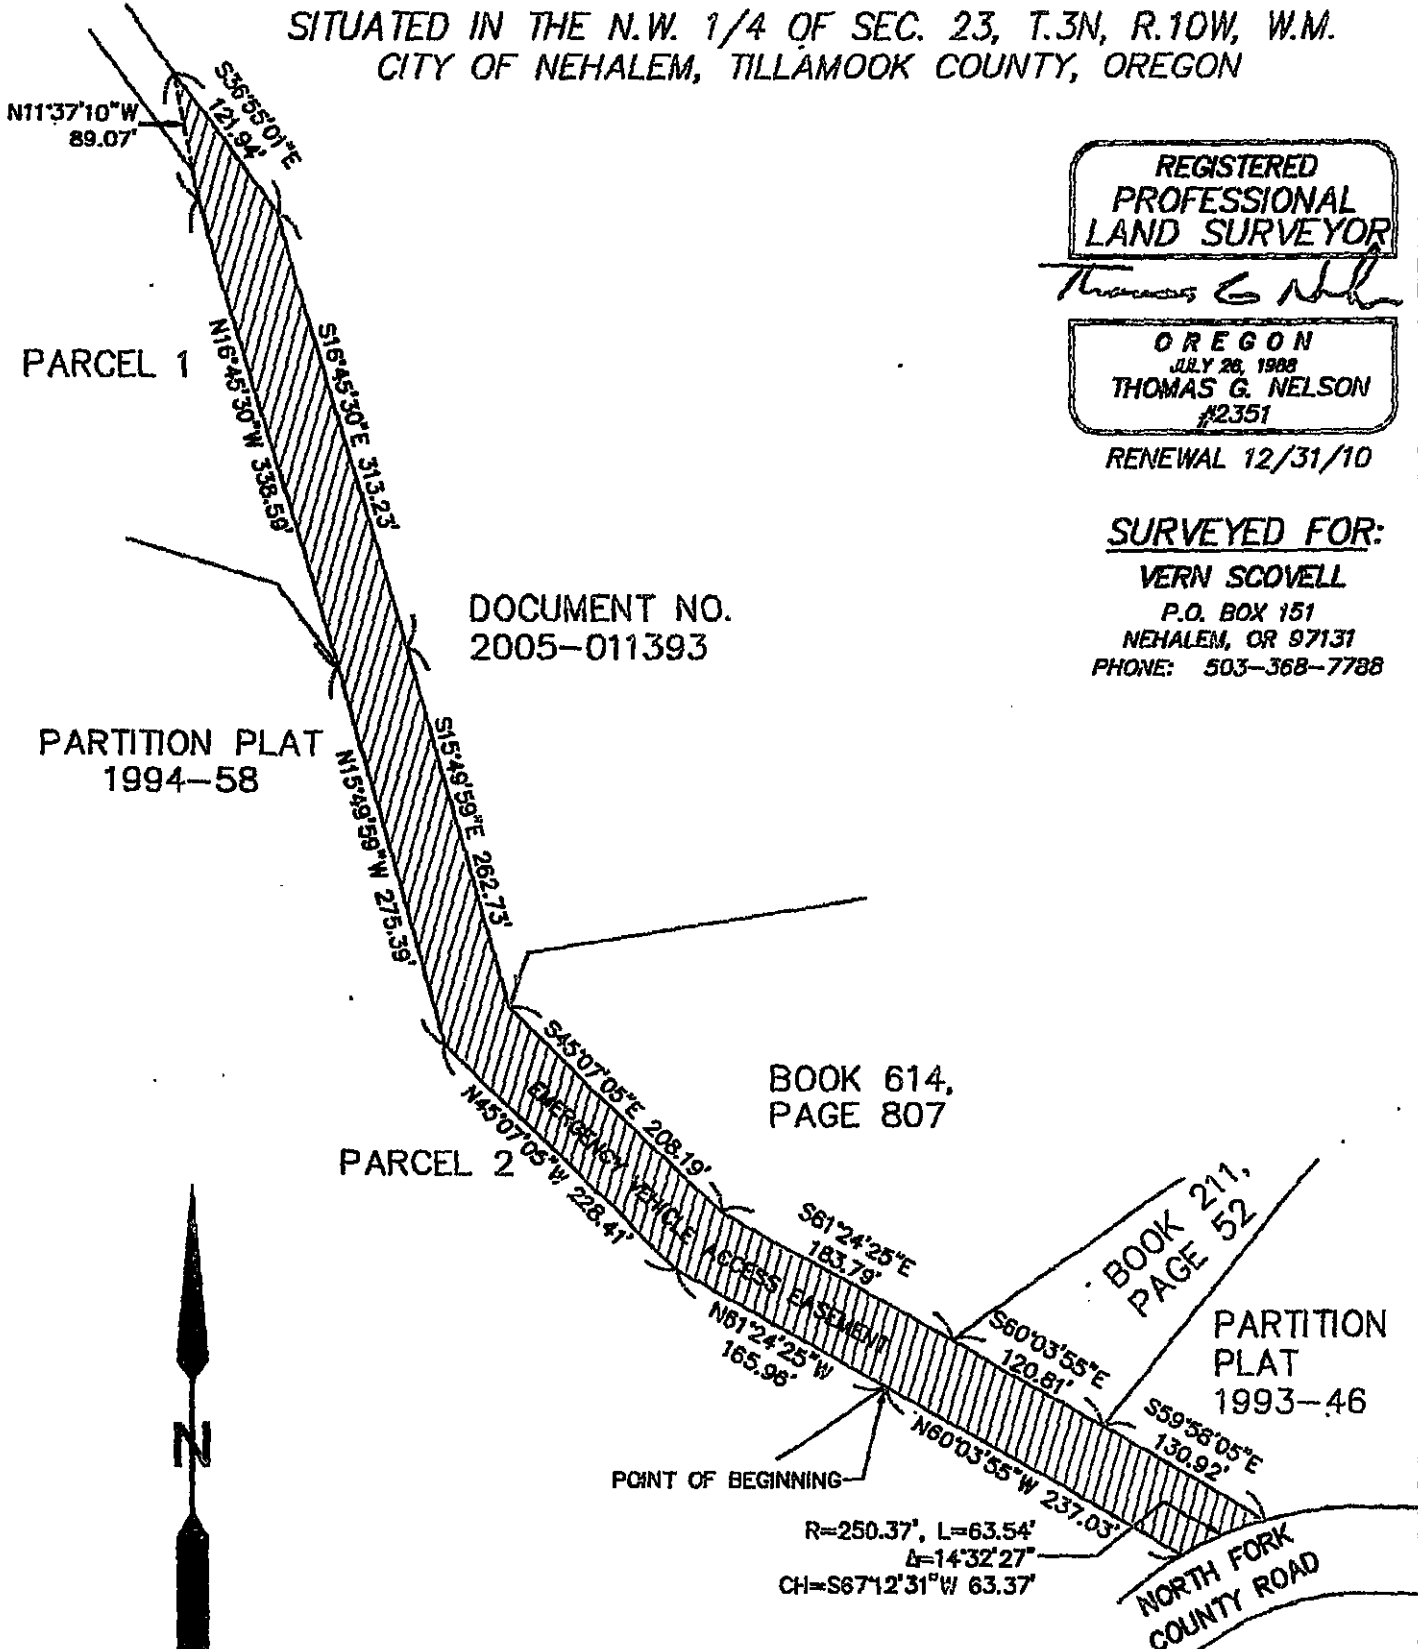 SITUATED IN THE N.W. 1/4 OF SEC. 23, T.3N, R.10W, W.M.
CITY OF NEHALEM, TILLAMOOK COUNTY, OREGON
N11°37'10"W
89.07'
S36°55'01"E
121.94'
REGISTERED
PROFESSIONAL
LAND SURVEYOR
Thomas G Nel
OREGON
JULY 26, 1988
THOMAS G. NELSON
#2351
RENEWAL 12/31/10
PARCEL 1
N16°45'30"W 338.59'
S16°45'30"E 313.23'
SURVEYED FOR:
VERN SCOVELL
P.O. BOX 151
NEHALEM, OR 97131
PHONE: 503-368-7788
DOCUMENT NO.
2005-011393
PARTITION PLAT
1994-58
N15°49'59"W 275.39'
S15°49'59"E 262.73'
S45°07'05"E 208.19'
EMERGENCY VEHICLE ACCESS EASEMENT
N45°07'05"W 228.41'
PARCEL 2
BOOK 614,
PAGE 807
S61°24'25"E
183.79'
N61°24'25"W
165.96'
BOOK 211,
PAGE 52
S60°03'55"E
120.81'
PARTITION
PLAT
1993-46
S59°58'05"E
130.92'
N
POINT OF BEGINNING
N60°03'55"W 237.03'
R=250.37', L=63.54'
Δ=14°32'27"
CH=S67°12'31"W 63.37'
NORTH FORK
COUNTY ROAD